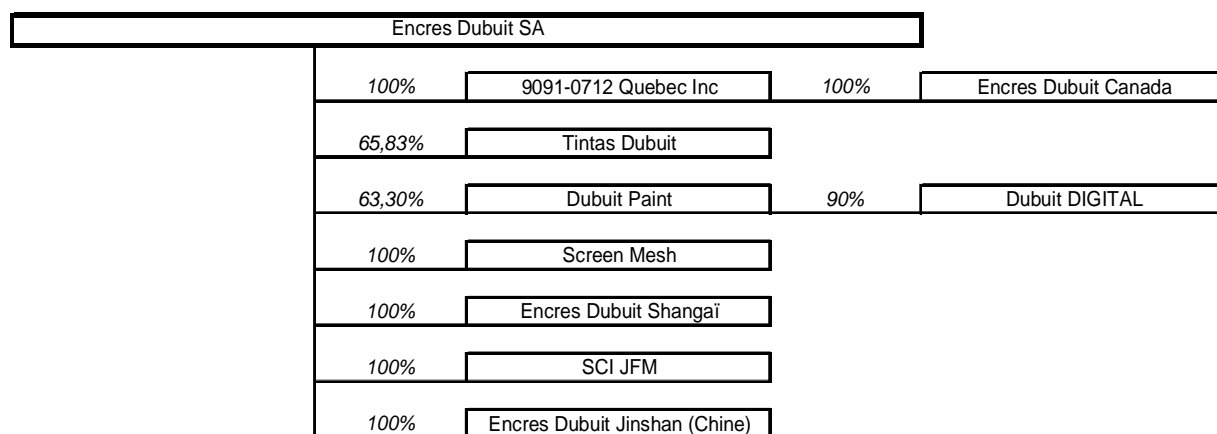 Encres Dubuit SA
100% 9091-0712 Quebec Inc 100% Encres Dubuit Canada
65,83% Tintas Dubuit
63,30% Dubuit Paint 90% Dubuit DIGITAL
100% Screen Mesh
100% Encres Dubuit Shangaï
100% SCI JFM
100% Encres Dubuit Jinshan (Chine)